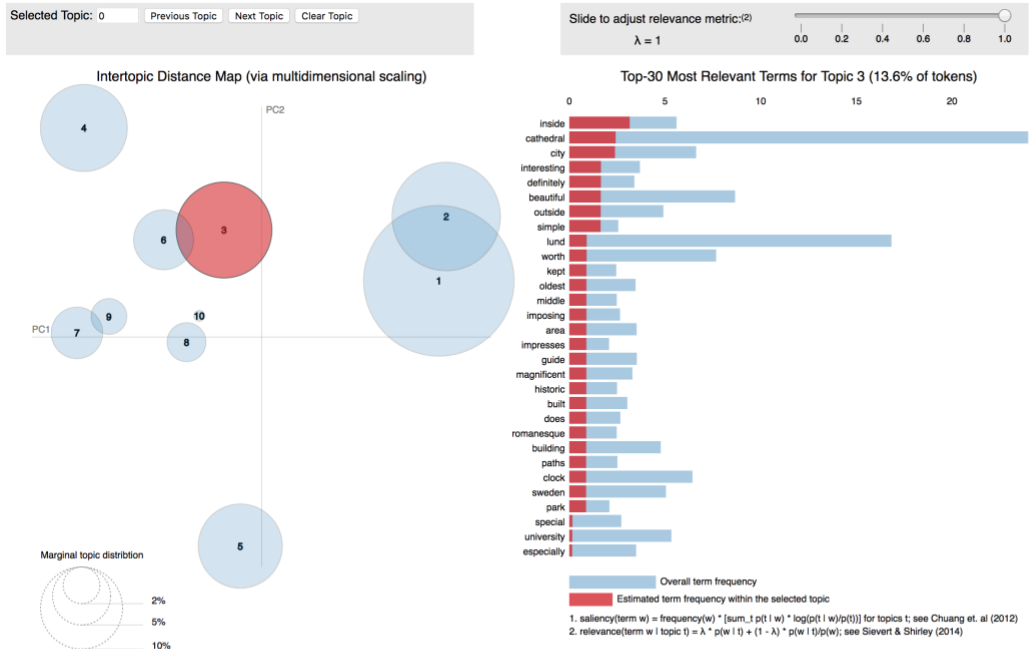 Selected Topic: 0 Previous Topic Next Topic Clear Topic
Slide to adjust relevance metric:(2)
λ = 1
0.0 0.2 0.4 0.6 0.8 1.0
Intertopic Distance Map (via multidimensional scaling)
PC2
PC1
4
2
3
6
1
10
9
7
8
5
Marginal topic distribtion
2%
5%
10%
Top-30 Most Relevant Terms for Topic 3 (13.6% of tokens)
0 5 10 15 20
inside
cathedral
city
interesting
definitely
beautiful
outside
simple
lund
worth
kept
oldest
middle
imposing
area
impresses
guide
magnificent
historic
built
does
romanesque
building
paths
clock
sweden
park
special
university
especially
Overall term frequency
Estimated term frequency within the selected topic
1. saliency(term w) = frequency(w) * [sum_t p(t | w) * log(p(t | w)/p(t))] for topics t; see Chuang et. al (2012)
2. relevance(term w | topic t) = λ * p(w | t) + (1 - λ) * p(w | t)/p(w); see Sievert & Shirley (2014)